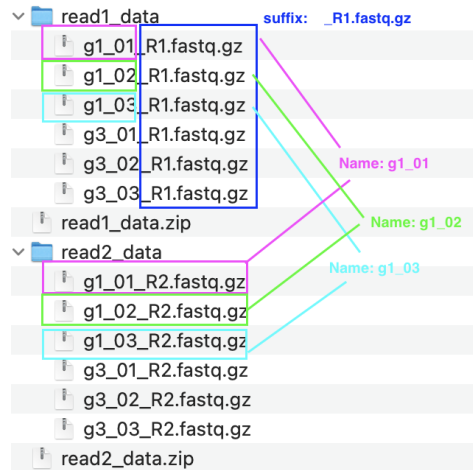 read1_data
suffix: _R1.fastq.gz
g1_01_R1.fastq.gz
g1_02_R1.fastq.gz
g1_03_R1.fastq.gz
g3_01_R1.fastq.gz
g3_02_R1.fastq.gz
Name: g1_01
g3_03_R1.fastq.gz
read1_data.zip
Name: g1_02
read2_data
Name: g1_03
g1_01_R2.fastq.gz
g1_02_R2.fastq.gz
g1_03_R2.fastq.gz
g3_01_R2.fastq.gz
g3_02_R2.fastq.gz
g3_03_R2.fastq.gz
read2_data.zip